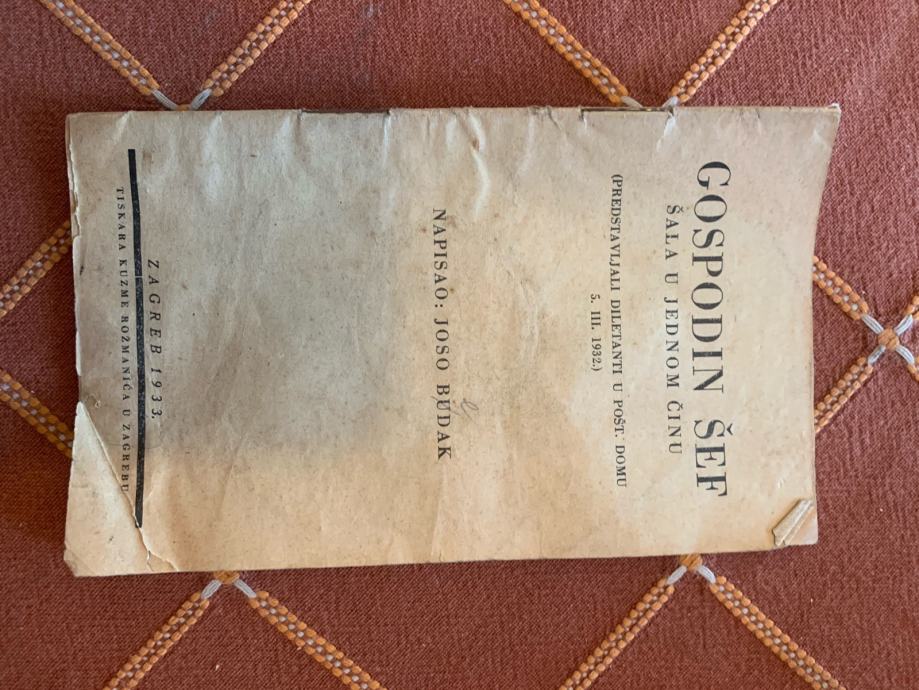 GOSPODIN ŠEF
ŠALA U JEDNOM ČINU
(PREDSTAVLJALI DILETANTI U POŠT. DOMU
5. III. 1932.)
NAPISAO: JOSO BUDAK
ZAGREB 1933.
TISKARA KUZME ROŽMANIĆA U ZAGREBU